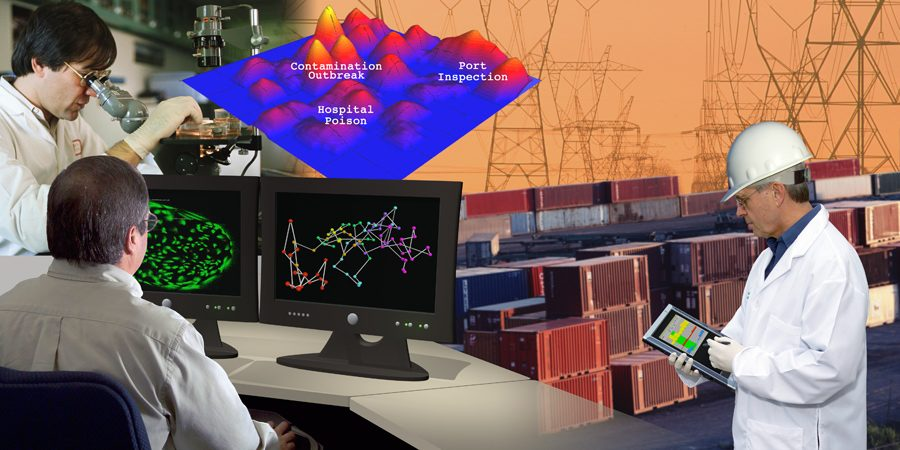 Contamination
Outbreak
Port
Inspection
Hospital
Poison